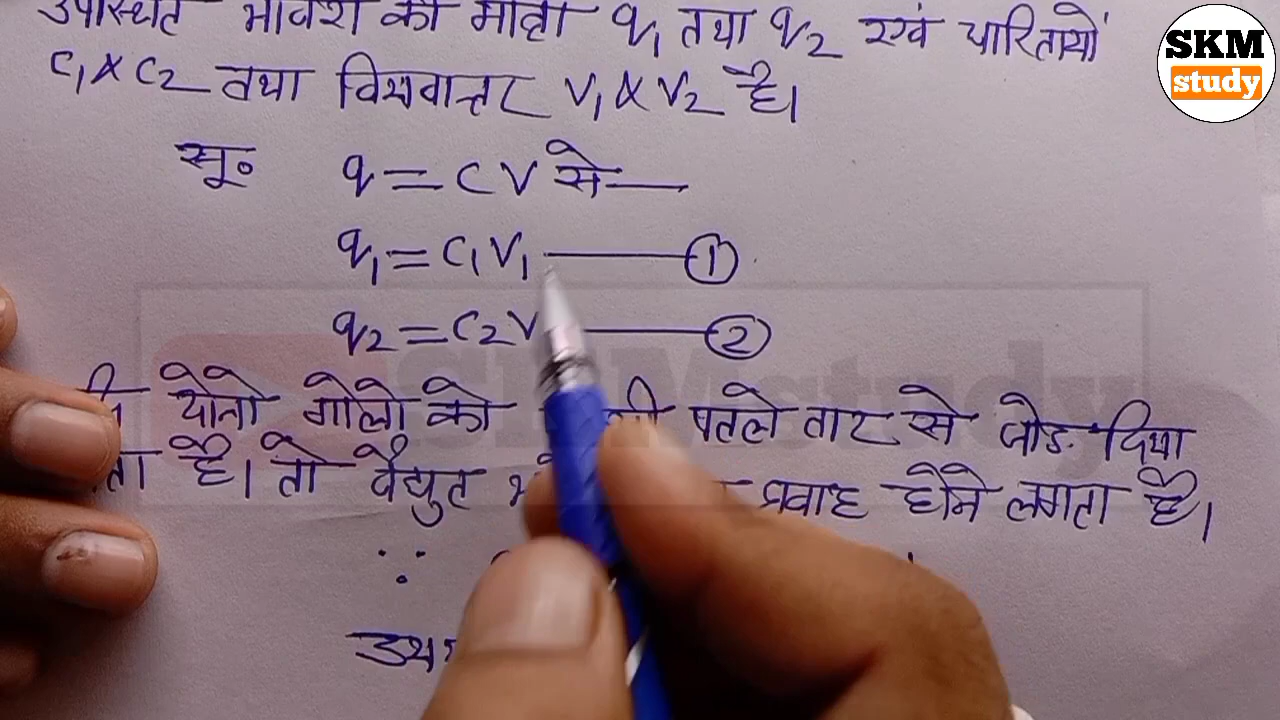 उपस्थित आवेश की मात्रा q1 तथा q2 एवं धारितायों
C1 & C2 तथा विभवान्तर V1 & V2 है।
SKM
study
सू० q = CV से —
q1 = C1V1 — ①
q2 = C2V — ②
दोनो गोलो को पतले तार से जोड़ दिया
है। तो वैद्युत प्रवाह होने लगता है।
∵
SKMstudy